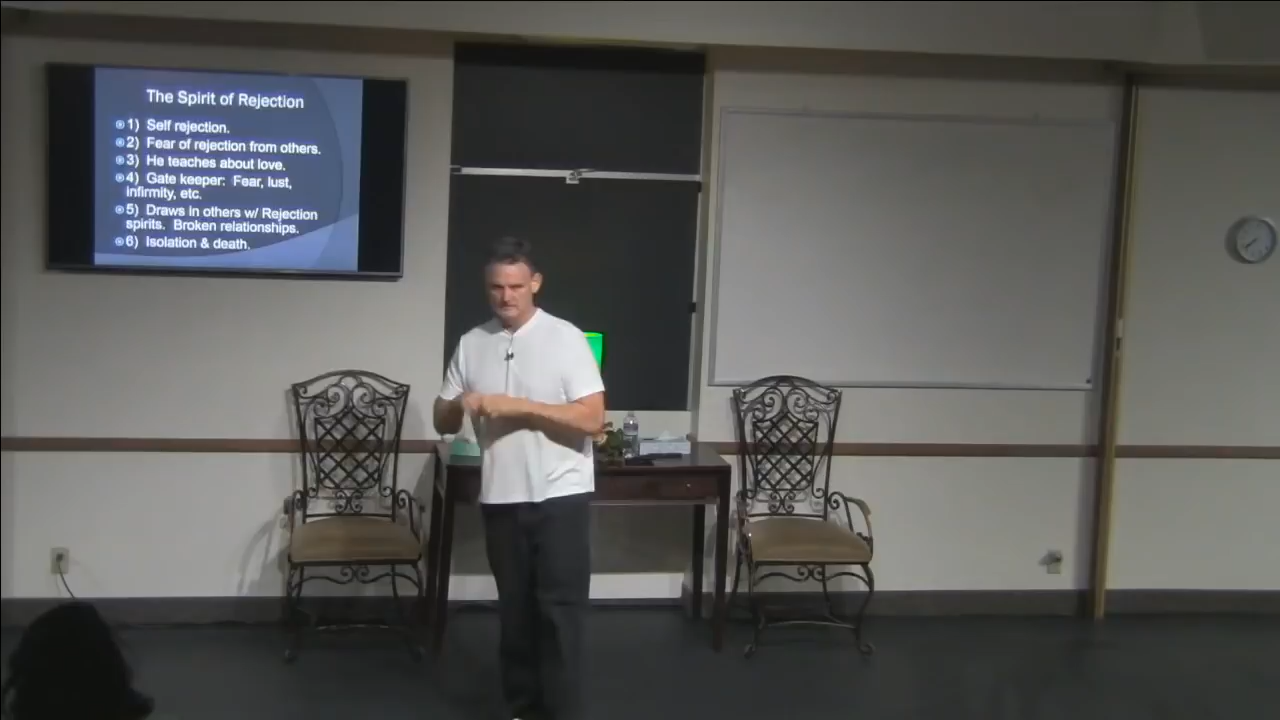 The Spirit of Rejection
1) Self rejection.
2) Fear of rejection from others.
3) He teaches about love.
4) Gate keeper: Fear, lust,
infirmity, etc.
5) Draws in others w/ Rejection
spirits. Broken relationships.
6) Isolation & death.